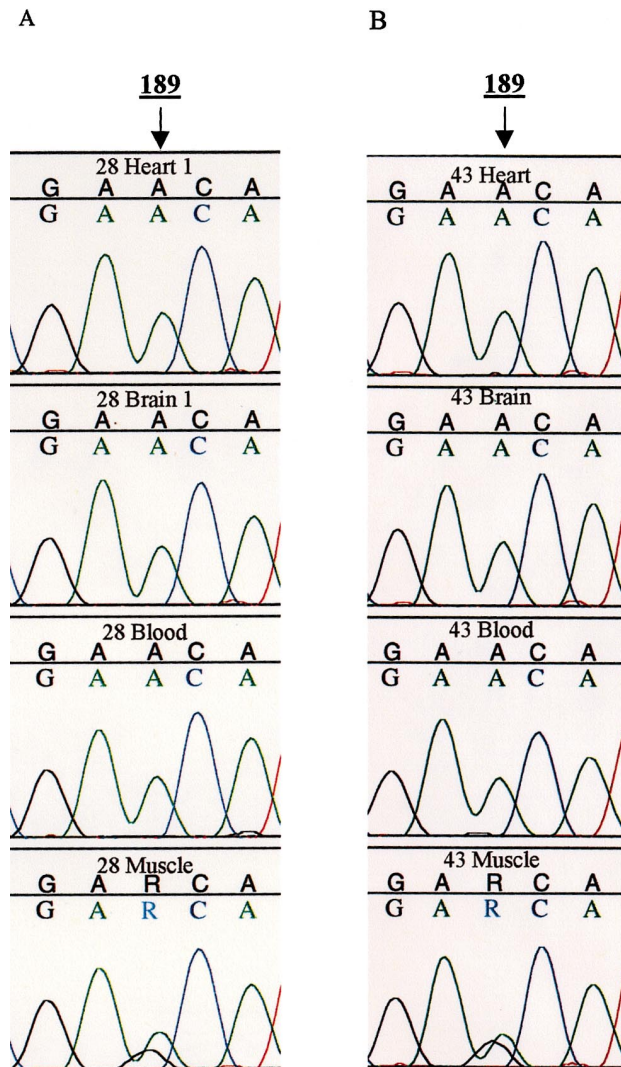 A
189
28 Heart 1
G A A C A
G A A C A
28 Brain 1
G A A C A
G A A C A
28 Blood
G A A C A
G A A C A
28 Muscle
G A R C A
G A R C A
B
189
43 Heart
G A A C A
G A A C A
43 Brain
G A A C A
G A A C A
43 Blood
G A A C A
G A A C A
43 Muscle
G A R C A
G A R C A